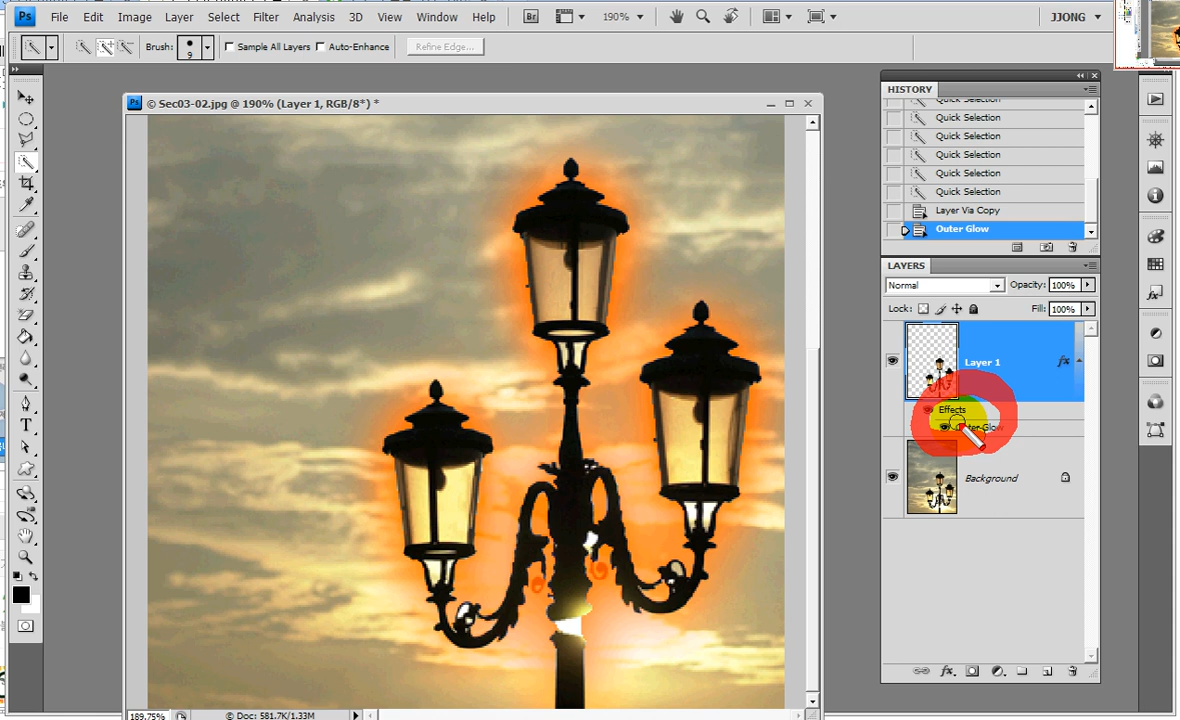 Ps File Edit Image Layer Select Filter Analysis 3D View Window Help Br 190% JJONG
Brush: 9 Sample All Layers Auto-Enhance Refine Edge...
Ps © Sec03-02.jpg @ 190% (Layer 1, RGB/8*) *
HISTORY
Quick Selection
Quick Selection
Quick Selection
Quick Selection
Quick Selection
Quick Selection
Layer Via Copy
Outer Glow
LAYERS
Normal Opacity: 100%
Lock: Fill: 100%
Layer 1 fx
Effects
Glow
Background
189.75% © Doc: 581.7K/1.33M